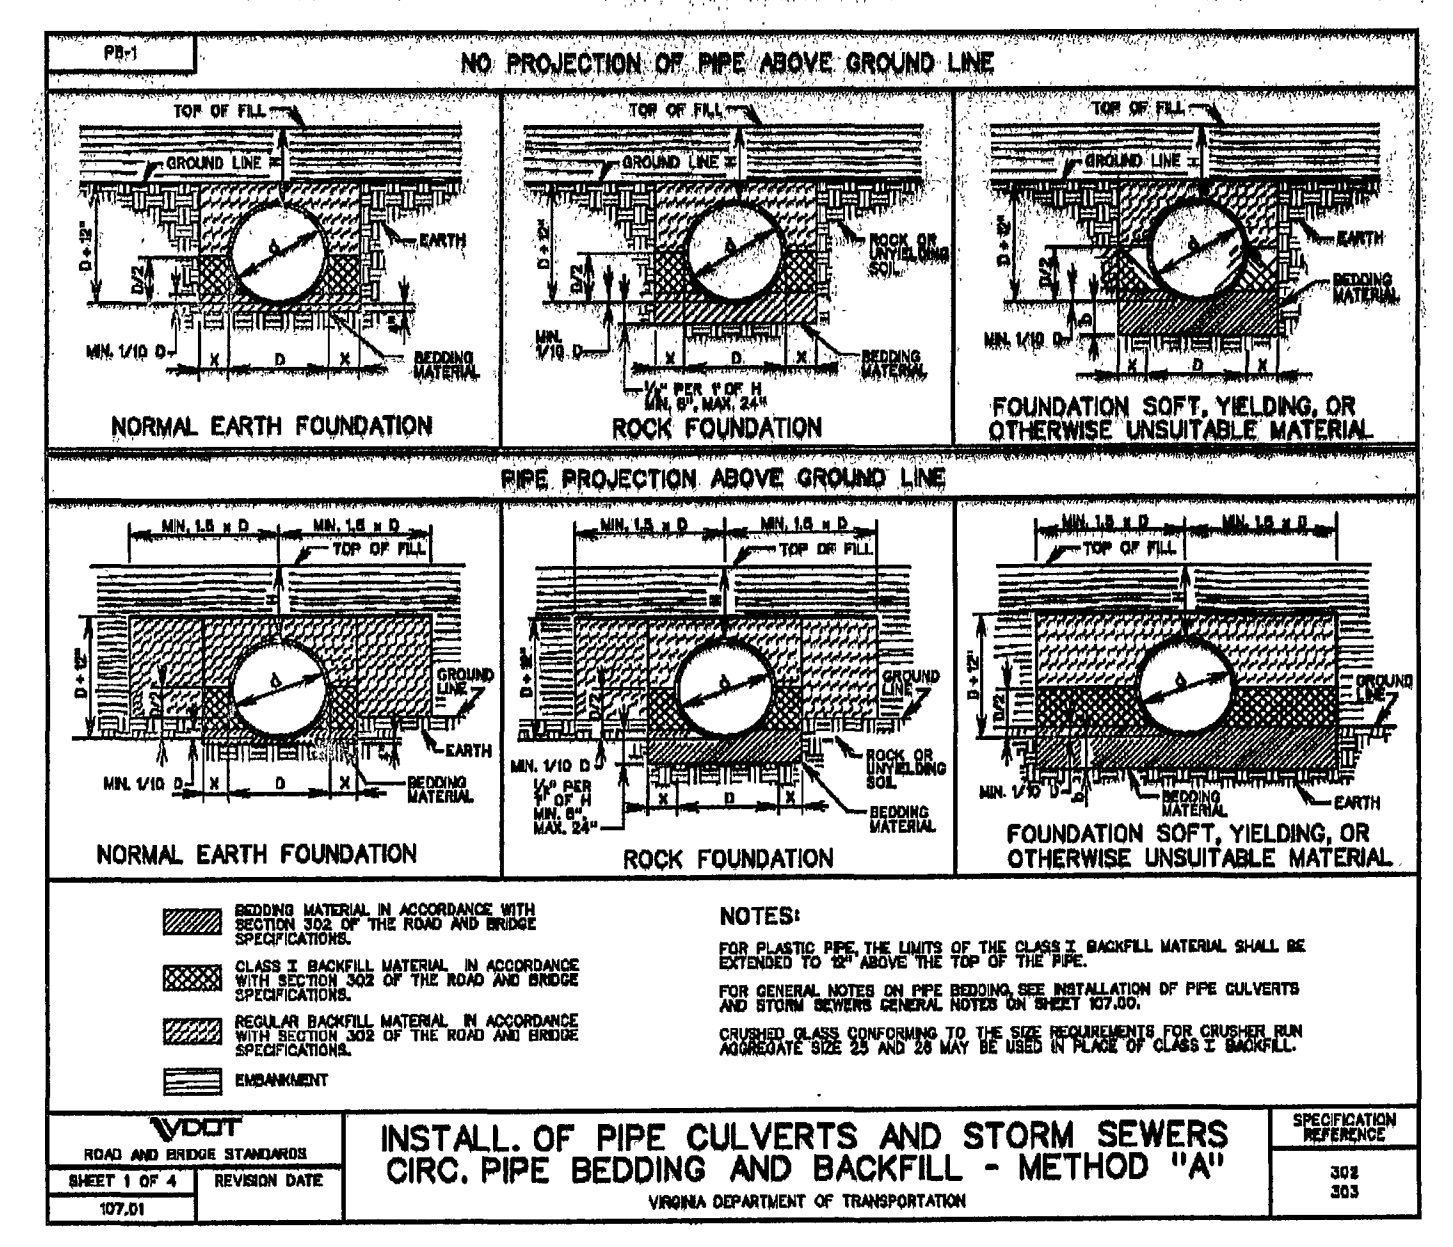 PB-1
NO PROJECTION OF PIPE ABOVE GROUND LINE
TOP OF FILL
GROUND LINE
H
D + 12"
D/2
d
EARTH
4"
MIN. 1/10 D
X D X
BEDDING
MATERIAL
NORMAL EARTH FOUNDATION
TOP OF FILL
GROUND LINE
H
D + 12"
D/2
d
ROCK OR
UNYIELDING
SOIL
MIN.
1/10 D
X D X
BEDDING
MATERIAL
1/2" PER 1' OF H
MIN. 8", MAX. 24"
ROCK FOUNDATION
TOP OF FILL
GROUND LINE
H
D + 12"
D/2
d
EARTH
BEDDING
MATERIAL
b
MIN. 1/10 D
X D X
FOUNDATION SOFT, YIELDING, OR
OTHERWISE UNSUITABLE MATERIAL
PIPE PROJECTION ABOVE GROUND LINE
MIN. 1.5 x D MIN. 1.5 x D
TOP OF FILL
H
D + 12"
D/2
d
GROUND
LINE
EARTH
4"
MIN. 1/10 D
X D X
BEDDING
MATERIAL
NORMAL EARTH FOUNDATION
MIN. 1.5 x D MIN. 1.5 x D
TOP OF FILL
H
D + 12"
D/2
d
GROUND
LINE
ROCK OR
UNYIELDING
SOIL
MIN. 1/10 D
1/2" PER
1' OF H
MIN. 8",
MAX. 24"
X D X
BEDDING
MATERIAL
ROCK FOUNDATION
MIN. 1.5 x D MIN. 1.5 x D
TOP OF FILL
H
D + 12"
D/2
d
GROUND
LINE
MIN. 1/10 D
b
BEDDING
MATERIAL
EARTH
FOUNDATION SOFT, YIELDING, OR
OTHERWISE UNSUITABLE MATERIAL
BEDDING MATERIAL IN ACCORDANCE WITH
SECTION 302 OF THE ROAD AND BRIDGE
SPECIFICATIONS.
CLASS I BACKFILL MATERIAL IN ACCORDANCE
WITH SECTION 302 OF THE ROAD AND BRIDGE
SPECIFICATIONS.
REGULAR BACKFILL MATERIAL IN ACCORDANCE
WITH SECTION 302 OF THE ROAD AND BRIDGE
SPECIFICATIONS.
EMBANKMENT
NOTES:
FOR PLASTIC PIPE, THE LIMITS OF THE CLASS I BACKFILL MATERIAL SHALL BE
EXTENDED TO 12" ABOVE THE TOP OF THE PIPE.
FOR GENERAL NOTES ON PIPE BEDDING, SEE INSTALLATION OF PIPE CULVERTS
AND STORM SEWERS GENERAL NOTES ON SHEET 107.00.
CRUSHED GLASS CONFORMING TO THE SIZE REQUIREMENTS FOR CRUSHER RUN
AGGREGATE SIZE 25 AND 26 MAY BE USED IN PLACE OF CLASS I BACKFILL.
VDOT
ROAD AND BRIDGE STANDARDS
SHEET 1 OF 4 REVISION DATE
107.01
INSTALL. OF PIPE CULVERTS AND STORM SEWERS
CIRC. PIPE BEDDING AND BACKFILL - METHOD "A"
VIRGINIA DEPARTMENT OF TRANSPORTATION
SPECIFICATION
REFERENCE
302
303